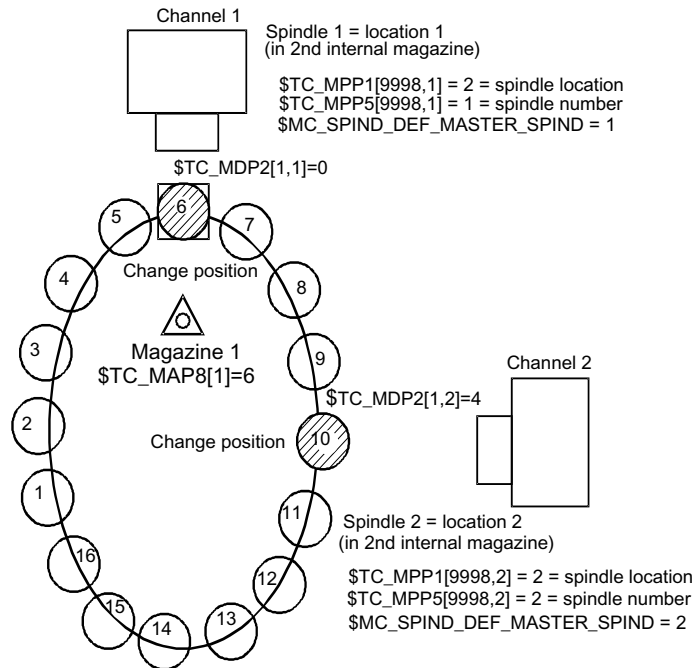 Channel 1
Spindle 1 = location 1
(in 2nd internal magazine)
$TC_MPP1[9998,1] = 2 = spindle location
$TC_MPP5[9998,1] = 1 = spindle number
$MC_SPIND_DEF_MASTER_SPIND = 1
$TC_MDP2[1,1]=0
5
6
7
Change position
4
8
3
Magazine 1
9
$TC_MAP8[1]=6
Channel 2
$TC_MDP2[1,2]=4
2
Change position
10
1
11
Spindle 2 = location 2
(in 2nd internal magazine)
16
12
$TC_MPP1[9998,2] = 2 = spindle location
15
14
13
$TC_MPP5[9998,2] = 2 = spindle number
$MC_SPIND_DEF_MASTER_SPIND = 2